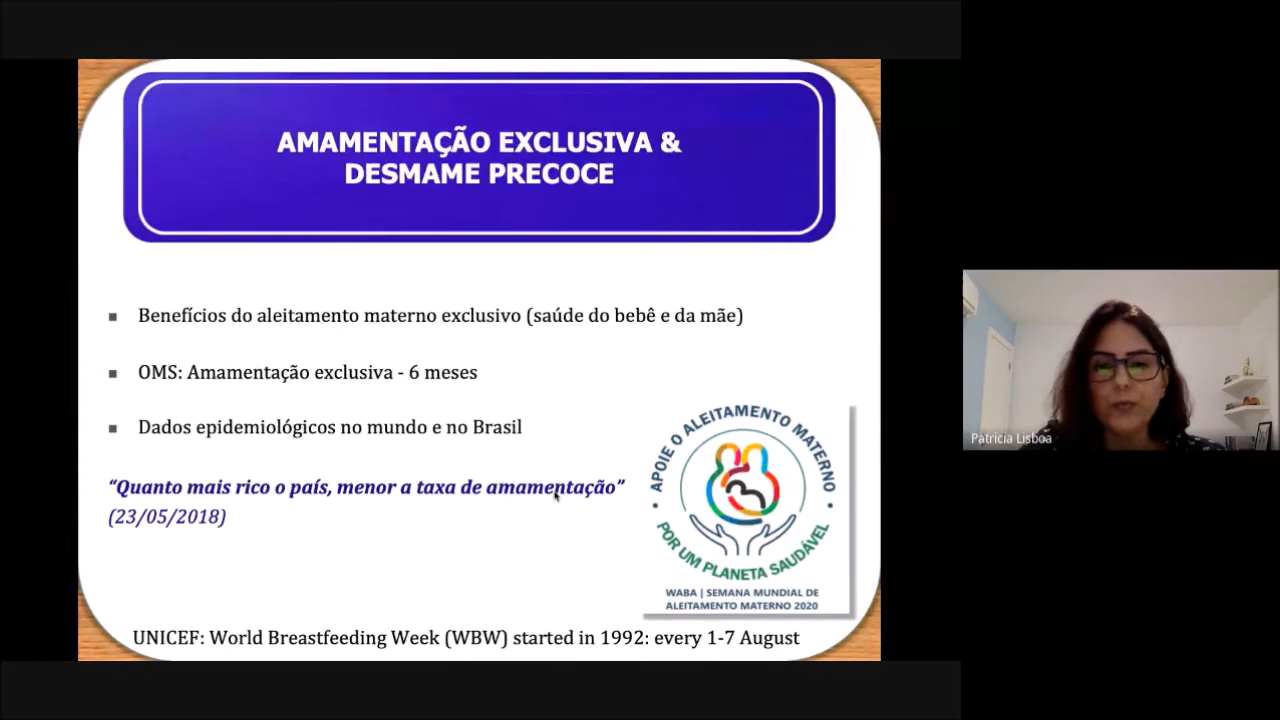 AMAMENTAÇÃO EXCLUSIVA &
DESMAME PRECOCE
▪ Benefícios do aleitamento materno exclusivo (saúde do bebê e da mãe)
▪ OMS: Amamentação exclusiva - 6 meses
▪ Dados epidemiológicos no mundo e no Brasil
“Quanto mais rico o país, menor a taxa de amamentação”
(23/05/2018)
• APOIE O ALEITAMENTO MATERNO •
POR UM PLANETA SAUDÁVEL
WABA | SEMANA MUNDIAL DE
ALEITAMENTO MATERNO 2020
UNICEF: World Breastfeeding Week (WBW) started in 1992: every 1-7 August
Patricia Lisboa